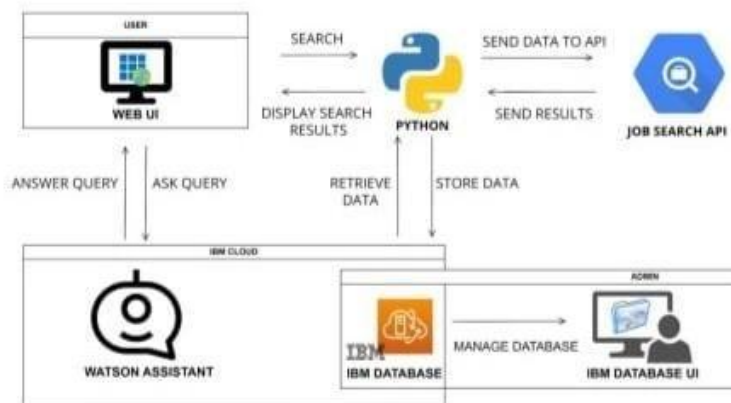 USER
WEB UI
SEARCH
DISPLAY SEARCH
RESULTS
PYTHON
SEND DATA TO API
SEND RESULTS
JOB SEARCH API
ANSWER QUERY
ASK QUERY
RETRIEVE
DATA
STORE DATA
IBM CLOUD
WATSON ASSISTANT
ADMIN
IBM
IBM DATABASE
MANAGE DATABASE
IBM DATABASE UI